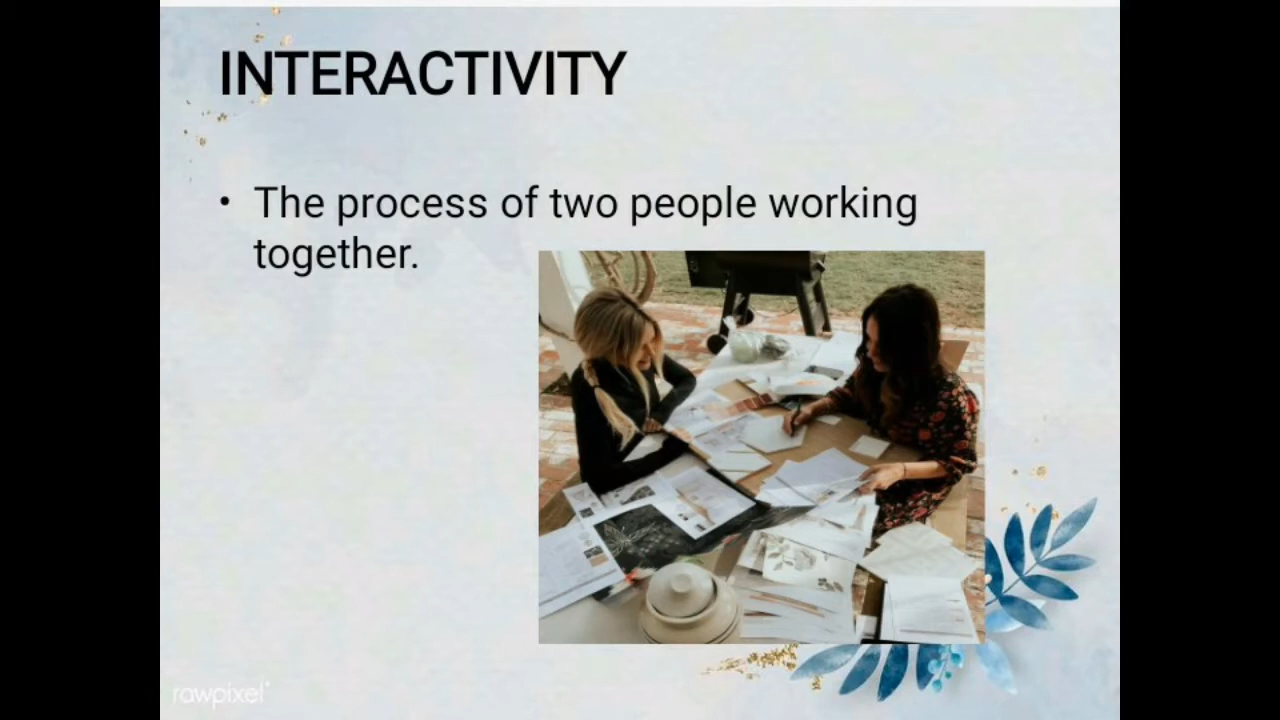 INTERACTIVITY
• The process of two people working
together.
rawpixel